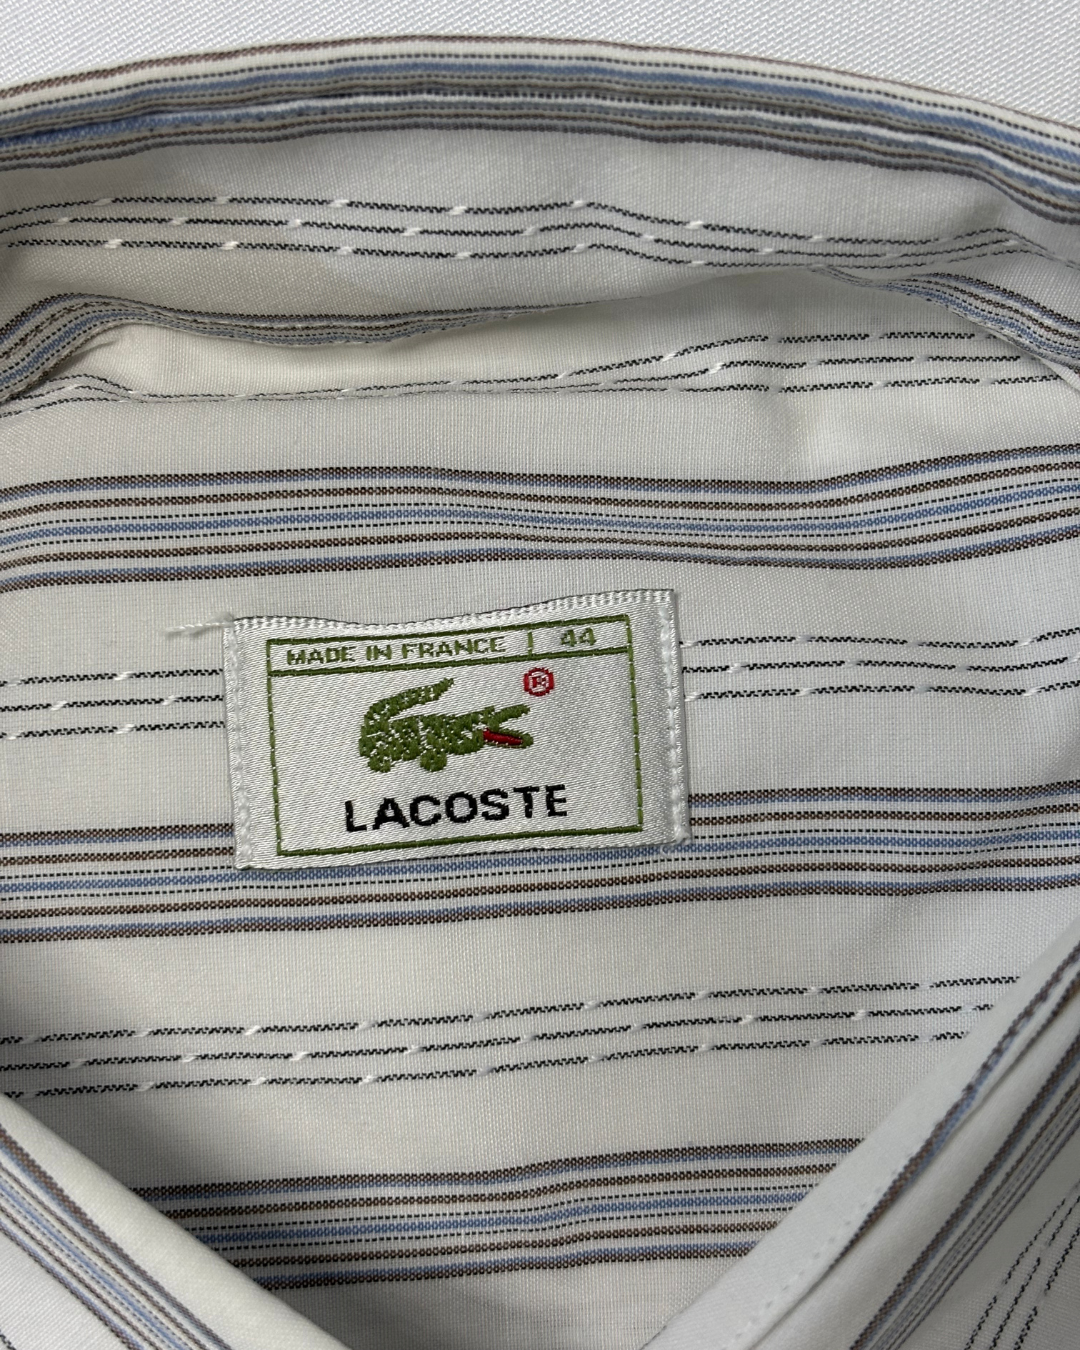 MADE IN FRANCE | 44
®
LACOSTE